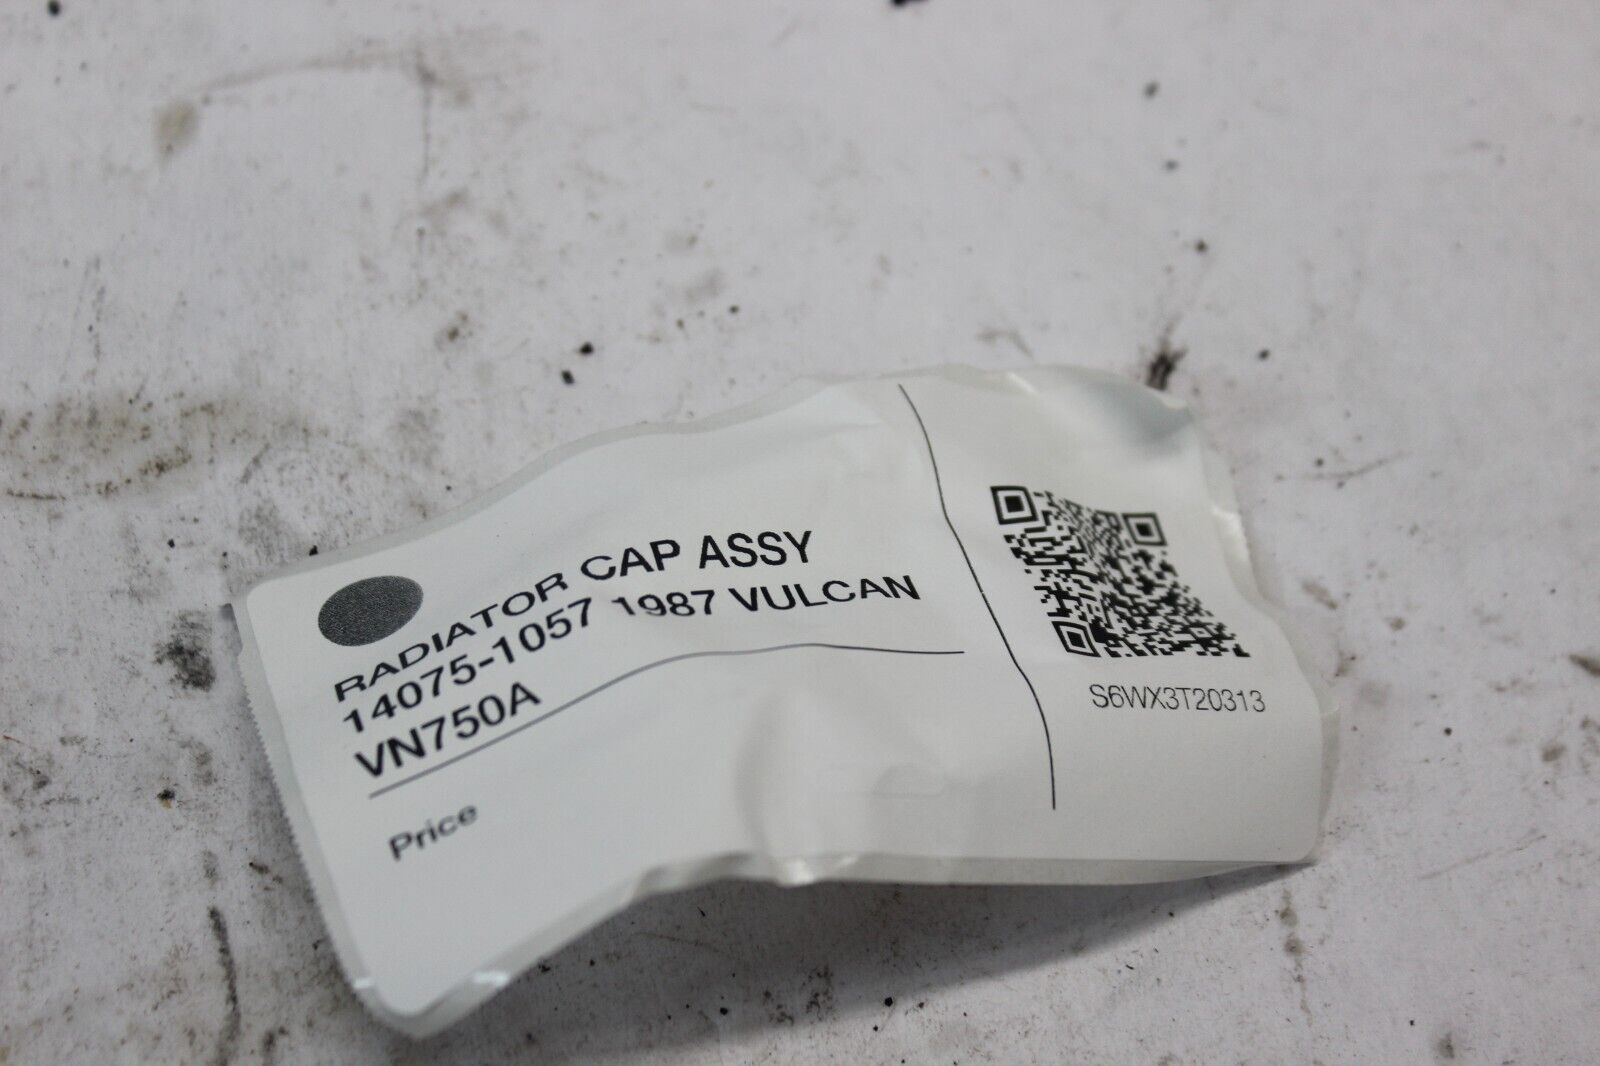 RADIATOR CAP ASSY
14075-1057 1987 VULCAN
VN750A
Price
S6WX3T20313